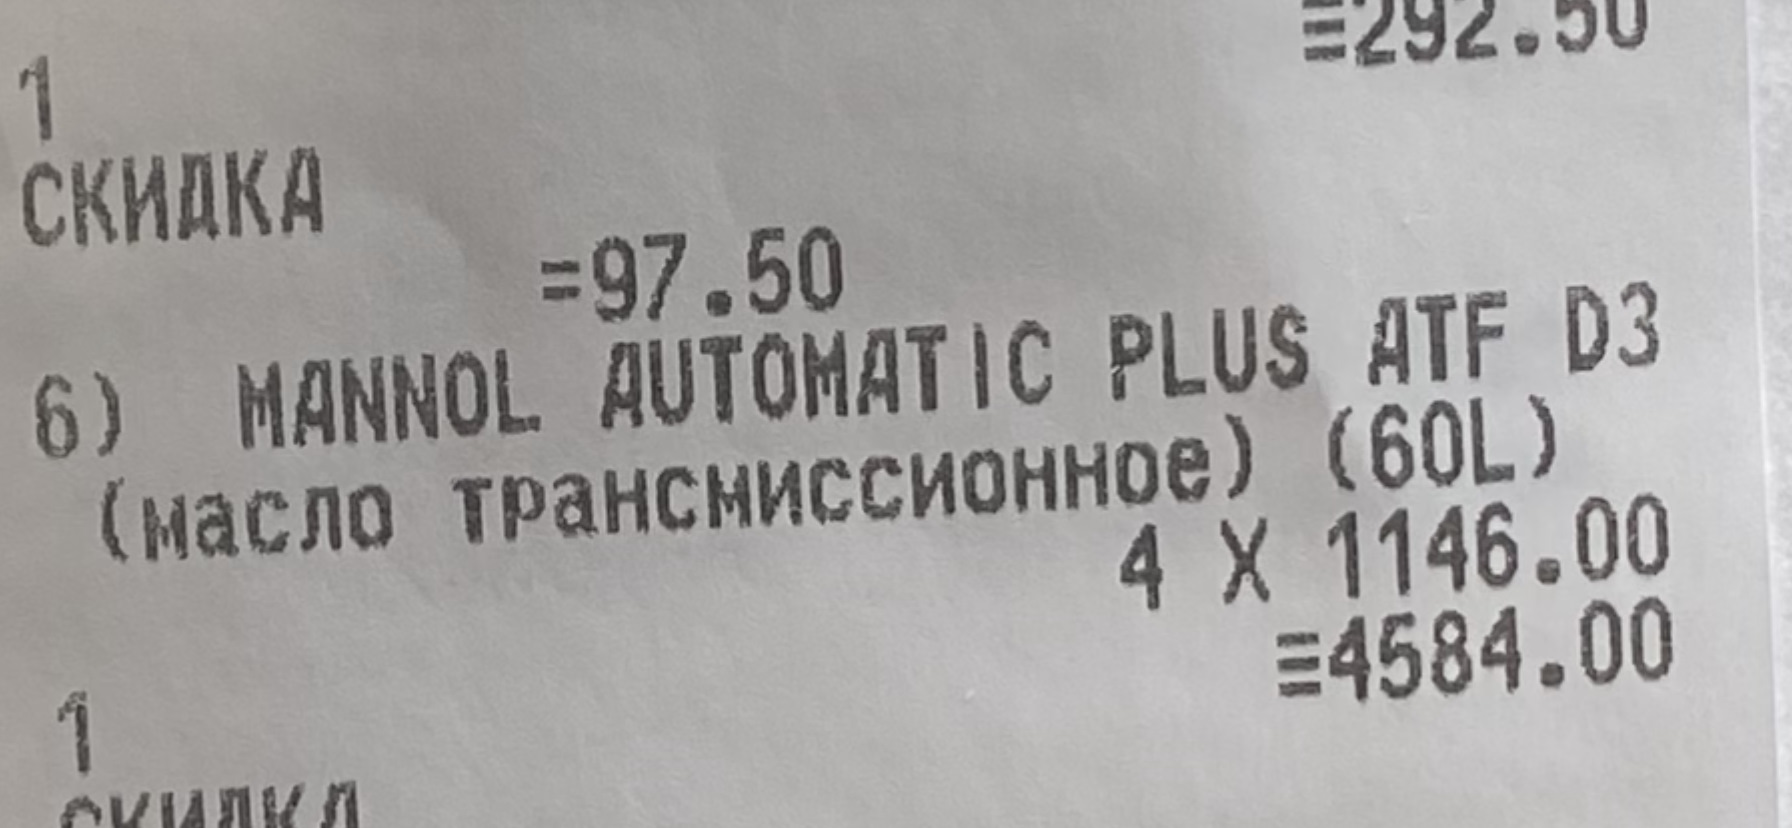 ≡292.50
1
СКИДКА
=97.50
6) MANNOL AUTOMATIC PLUS ATF D3
(масло трансмиссионное) (60L)
4 X 1146.00
≡4584.00
1
СКИДКА